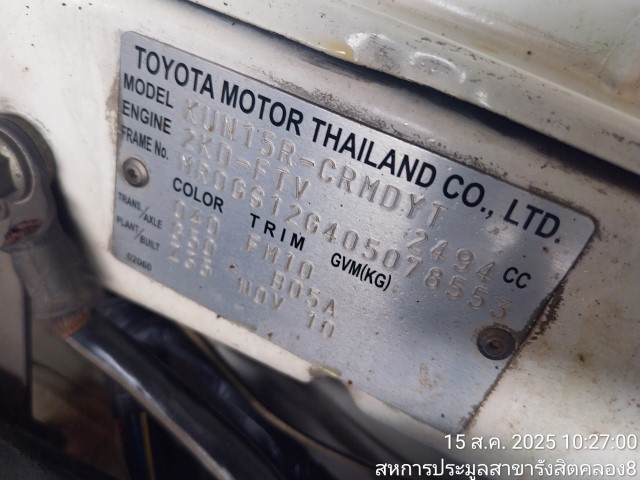 TOYOTA MOTOR THAILAND CO., LTD.
MODEL KUN15R-CRMDYT
ENGINE 2KD-FTV 2494 CC
FRAME No. MR0GS12G405078553
COLOR TRIM GVM(KG)
040 FM10
TRANS./AXLE B05A
PLANT/BUILT NOV 10
02060
15 ส.ค. 2025 10:27:00
สหการประมูลสาขารังสิตคลอง8